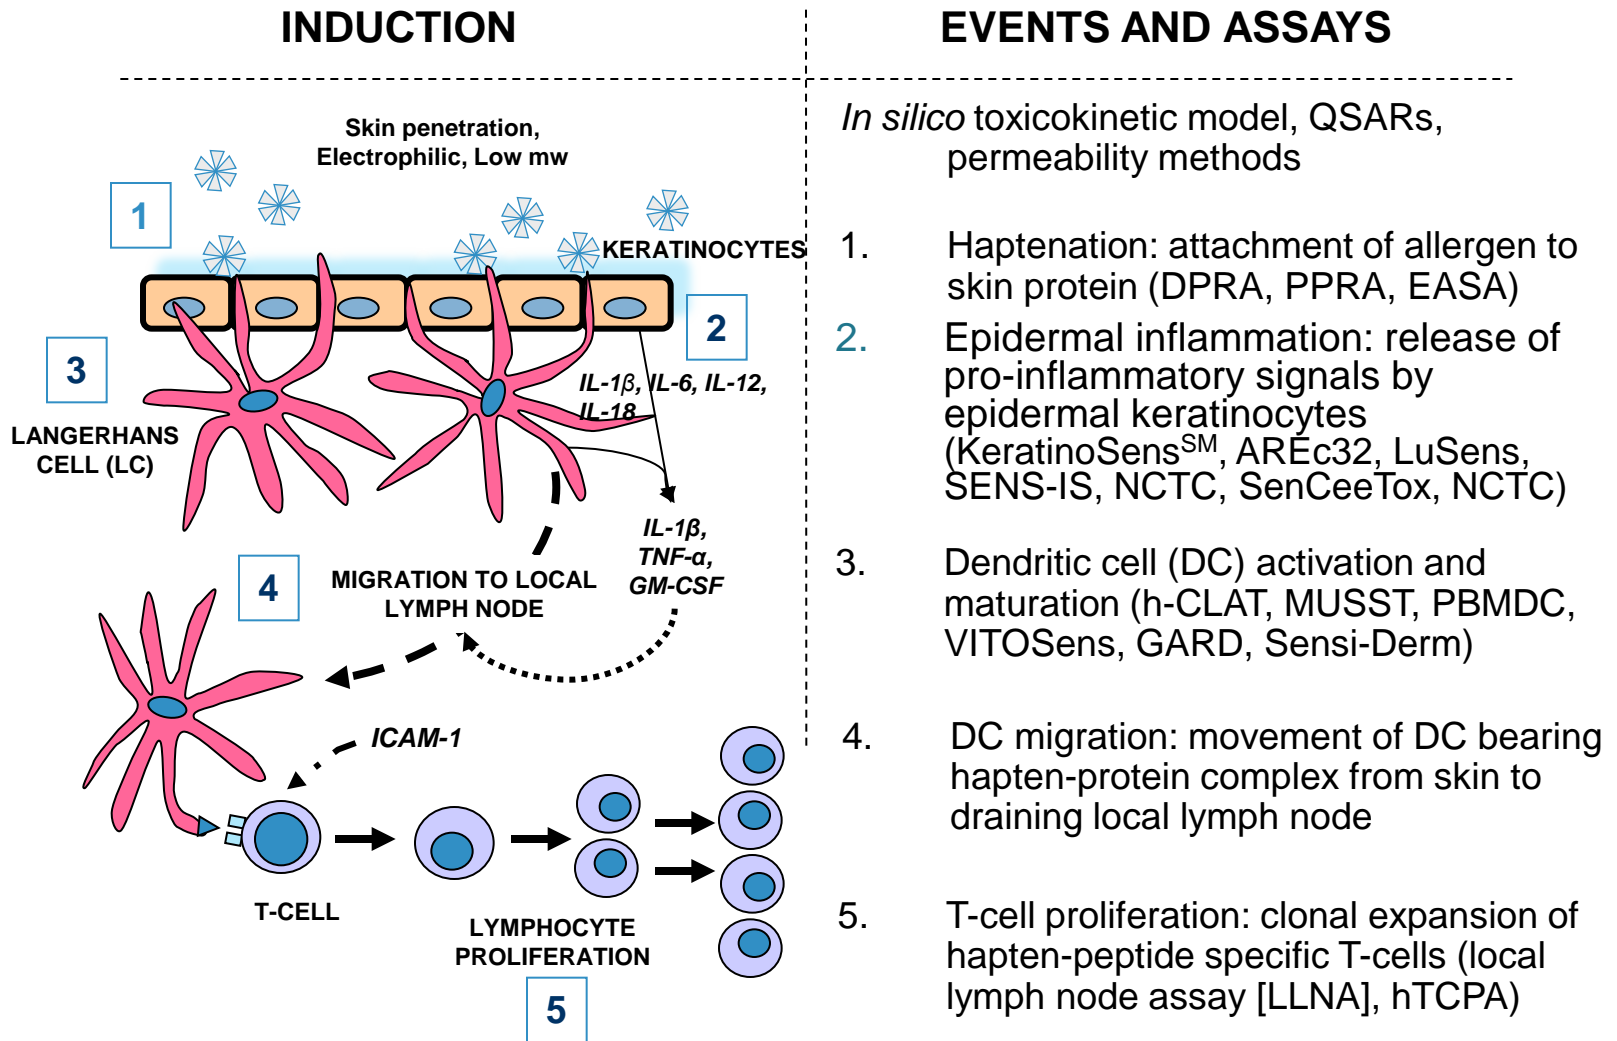 INDUCTION
Skin penetration,
Electrophilic, Low mw
1
KERATINOCYTES
2
3
IL-1β, IL-6, IL-12,
IL-18
LANGERHANS
CELL (LC)
IL-1β,
TNF-α,
GM-CSF
4
MIGRATION TO LOCAL
LYMPH NODE
ICAM-1
T-CELL
LYMPHOCYTE
PROLIFERATION
5
EVENTS AND ASSAYS
In silico toxicokinetic model, QSARs,
permeability methods
1. Haptenation: attachment of allergen to
skin protein (DPRA, PPRA, EASA)
2. Epidermal inflammation: release of
pro-inflammatory signals by
epidermal keratinocytes
(KeratinoSensSM, AREc32, LuSens,
SENS-IS, NCTC, SenCeeTox, NCTC)
3. Dendritic cell (DC) activation and
maturation (h-CLAT, MUSST, PBMDC,
VITOSens, GARD, Sensi-Derm)
4. DC migration: movement of DC bearing
hapten-protein complex from skin to
draining local lymph node
5. T-cell proliferation: clonal expansion of
hapten-peptide specific T-cells (local
lymph node assay [LLNA], hTCPA)